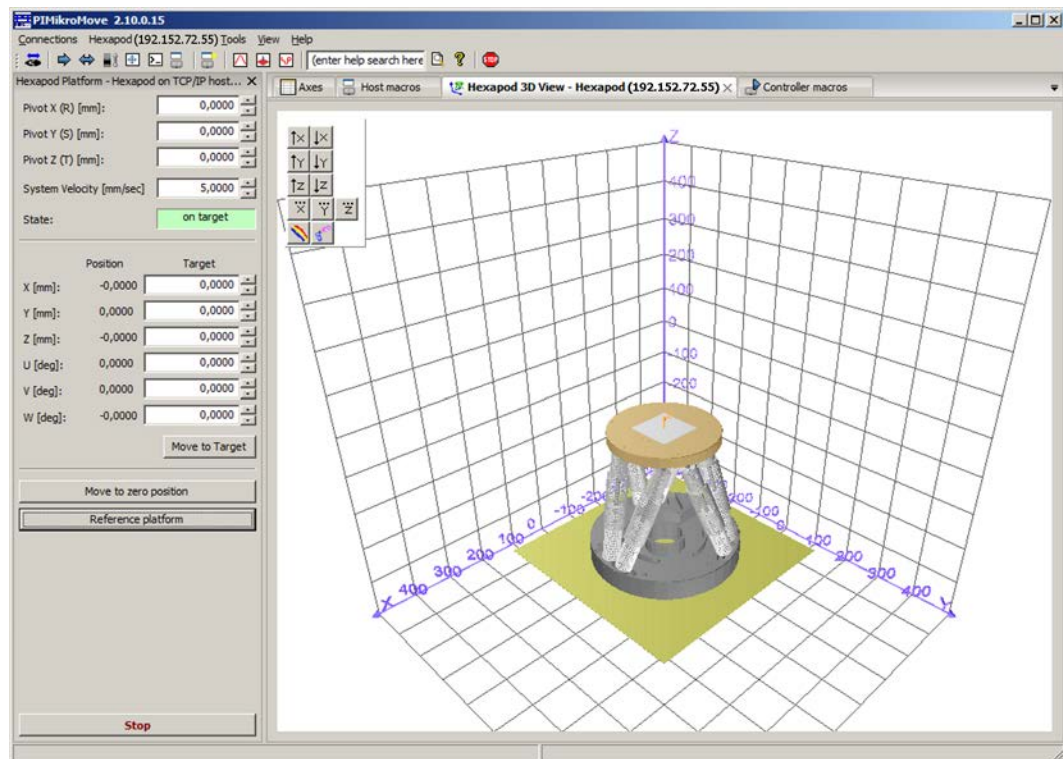 PIMikroMove 2.10.0.15
Connections Hexapod (192.152.72.55) Tools View Help
(enter help search here
STOP
Hexapod Platform - Hexapod on TCP/IP host... X
Axes Host macros Hexapod 3D View - Hexapod (192.152.72.55) Controller macros
Pivot X (R) [mm]: 0,0000
Pivot Y (S) [mm]: 0,0000
Pivot Z (T) [mm]: 0,0000
System Velocity [mm/sec] 5,0000
State: on target
Position Target
X [mm]: -0,0000 0,0000
Y [mm]: 0,0000 0,0000
Z [mm]: -0,0000 0,0000
U [deg]: 0,0000 0,0000
V [deg]: 0,0000 0,0000
W [deg]: -0,0000 0,0000
Move to Target
Move to zero position
Reference platform
Stop
X X
Y Y
Z Z
X Y Z
Z
400
300
200
100
0
-100
-200
-200
-100
0
100
200
300
400
X
200
-100
0
100
200
300
400
Y